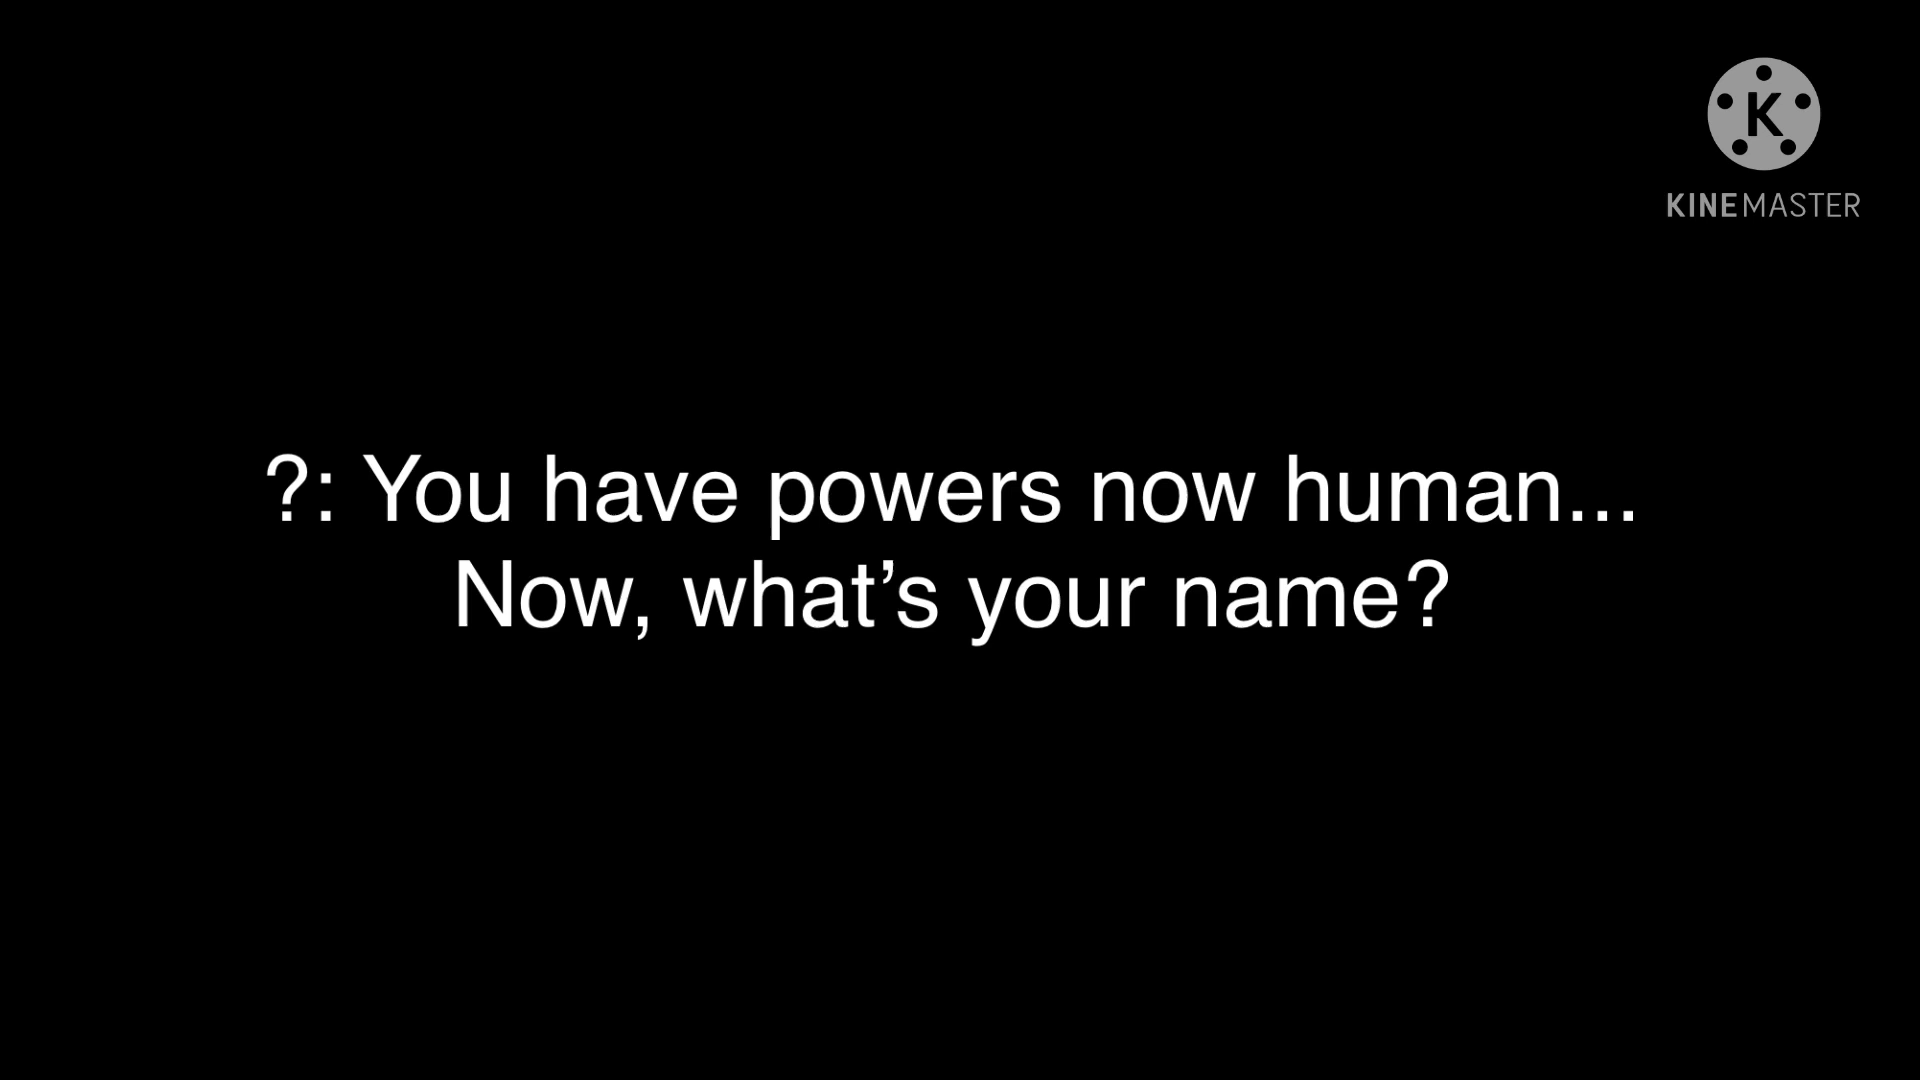 K
KINEMASTER
?: You have powers now human...
Now, what’s your name?